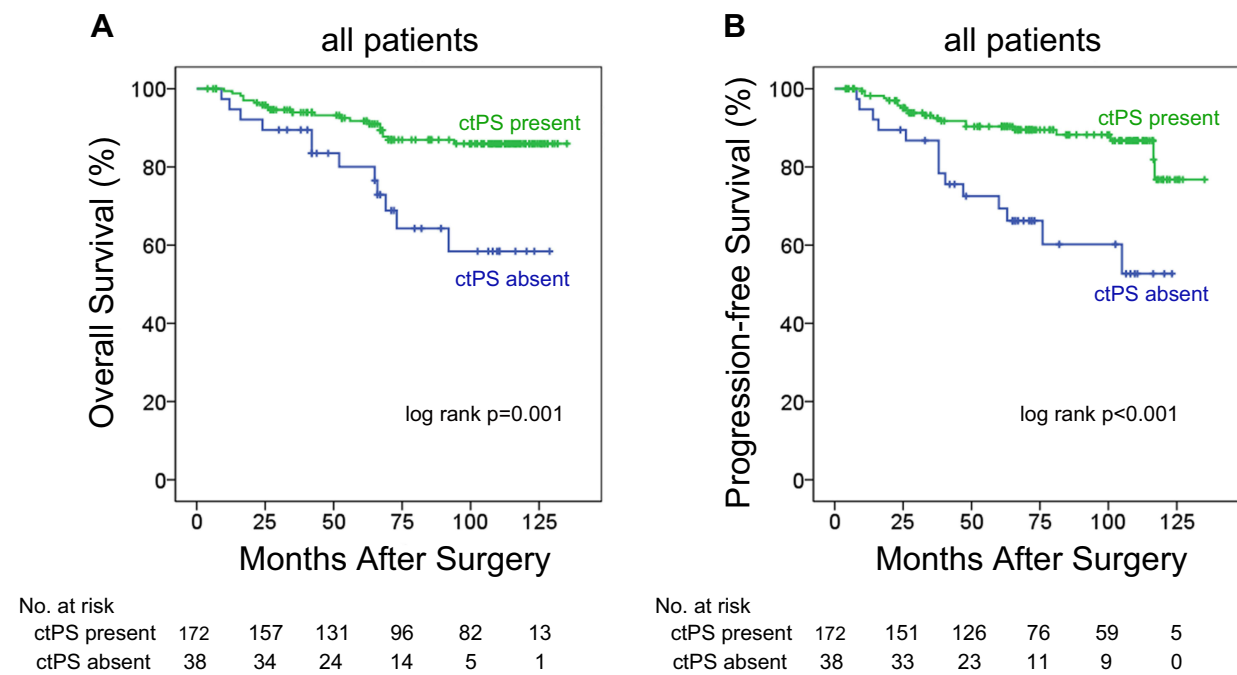 A
all patients
Overall Survival (%)
100
80
60
40
20
0
ctPS present
ctPS absent
log rank p=0.001
0 25 50 75 100 125
Months After Surgery
No. at risk
ctPS present 172 157 131 96 82 13
ctPS absent 38 34 24 14 5 1
B
all patients
Progression-free Survival (%)
100
80
60
40
20
0
ctPS present
ctPS absent
log rank p<0.001
0 25 50 75 100 125
Months After Surgery
No. at risk
ctPS present 172 151 126 76 59 5
ctPS absent 38 33 23 11 9 0